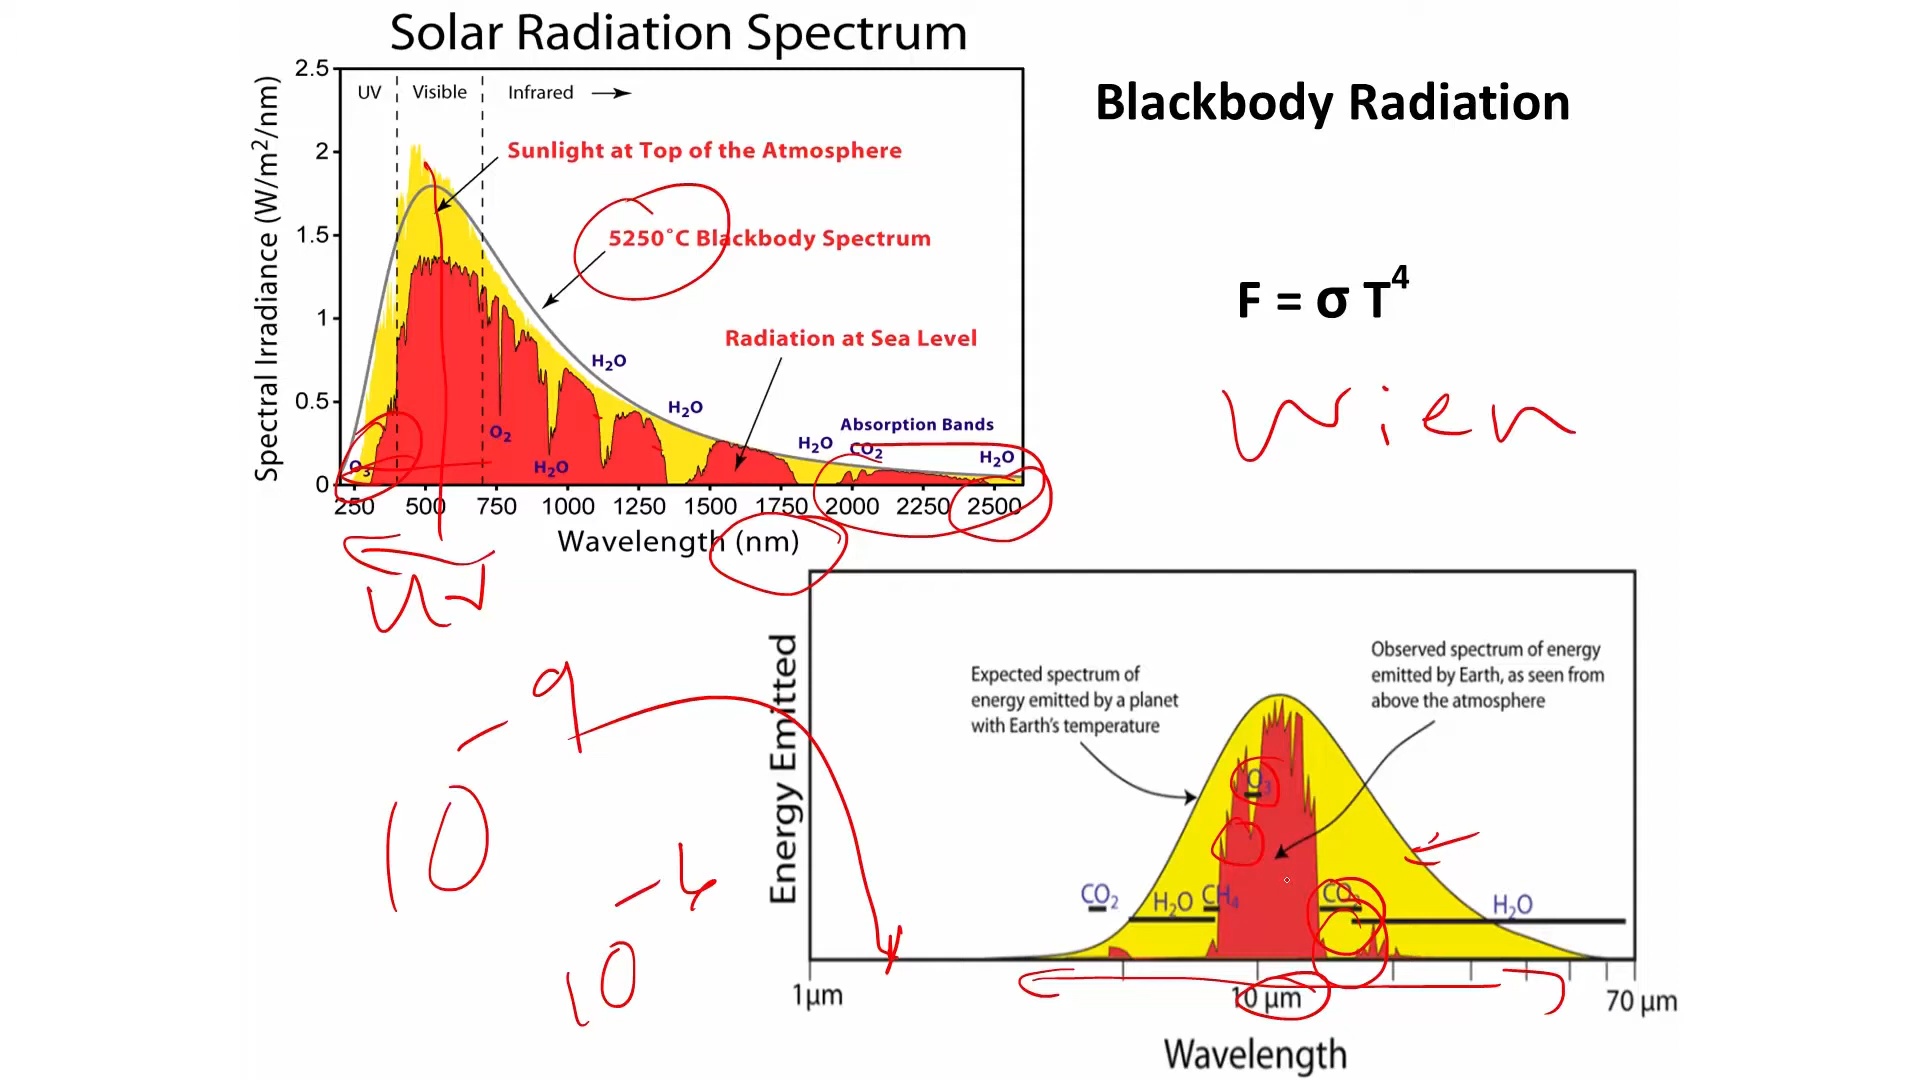 Solar Radiation Spectrum
Spectral Irradiance (W/m²/nm)
2.5
2
1.5
1
0.5
0
UV
Visible
Infrared
Sunlight at Top of the Atmosphere
5250°C Blackbody Spectrum
Radiation at Sea Level
H₂O
H₂O
Absorption Bands
H₂O
CO₂
H₂O
O₃
O₂
H₂O
250 500 750 1000 1250 1500 1750 2000 2250 2500
Wavelength (nm)
UV
Blackbody Radiation
F = σ T⁴
Wien
10⁻⁹
Energy Emitted
Expected spectrum of
energy emitted by a planet
with Earth's temperature
Observed spectrum of energy
emitted by Earth, as seen from
above the atmosphere
O₃
CO₂
H₂O
CH₄
CO₂
H₂O
1μm
10 μm
70 μm
Wavelength